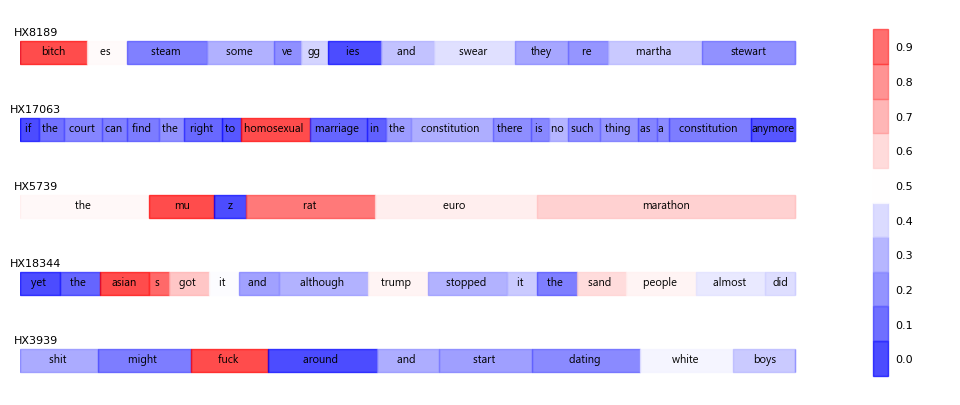 HX8189
bitch es steam some ve gg ies and swear they re martha stewart
HX17063
if the court can find the right to homosexual marriage in the constitution there is no such thing as a constitution anymore
HX5739
the mu z rat euro marathon
HX18344
yet the asian s got it and although trump stopped it the sand people almost did
HX3939
shit might fuck around and start dating white boys
0.9
0.8
0.7
0.6
0.5
0.4
0.3
0.2
0.1
0.0